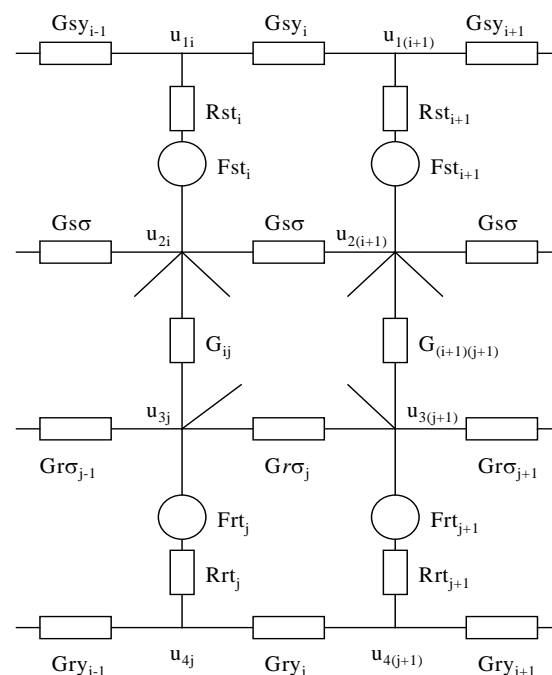 Gsy_{i-1} u_{1i} Gsy_i u_{1(i+1)} Gsy_{i+1}
Rst_i Rst_{i+1}
Fst_i Fst_{i+1}
Gsσ u_{2i} Gsσ u_{2(i+1)} Gsσ
G_{ij} G_{(i+1)(j+1)}
u_{3j} u_{3(j+1)}
Grσ_{j-1} Grσ_j Grσ_{j+1}
Frt_j Frt_{j+1}
Rrt_j Rrt_{j+1}
Gry_{j-1} u_{4j} Gry_j u_{4(j+1)} Gry_{i+1}